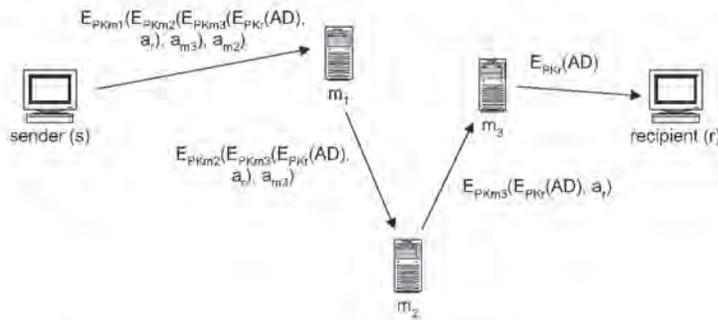 E_PKm1(E_PKm2(E_PKm3(E_PKr(AD),
a_r), a_m3), a_m2)
sender (s)
m_1
E_PKr(AD)
m_3
recipient (r)
E_PKm2(E_PKm3(E_PKr(AD),
a_r), a_m3)
E_PKm3(E_PKr(AD), a_r)
m_2